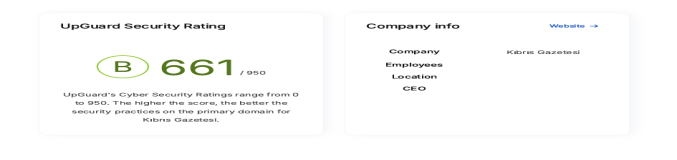 UpGuard Security Rating
B 661 / 950
UpGuard's Cyber Security Ratings range from 0
to 950. The higher the score, the better the
security practices on the primary domain for
Kıbrıs Gazetesi.
Company info
Website →
Company Kıbrıs Gazetesi
Employees
Location
CEO